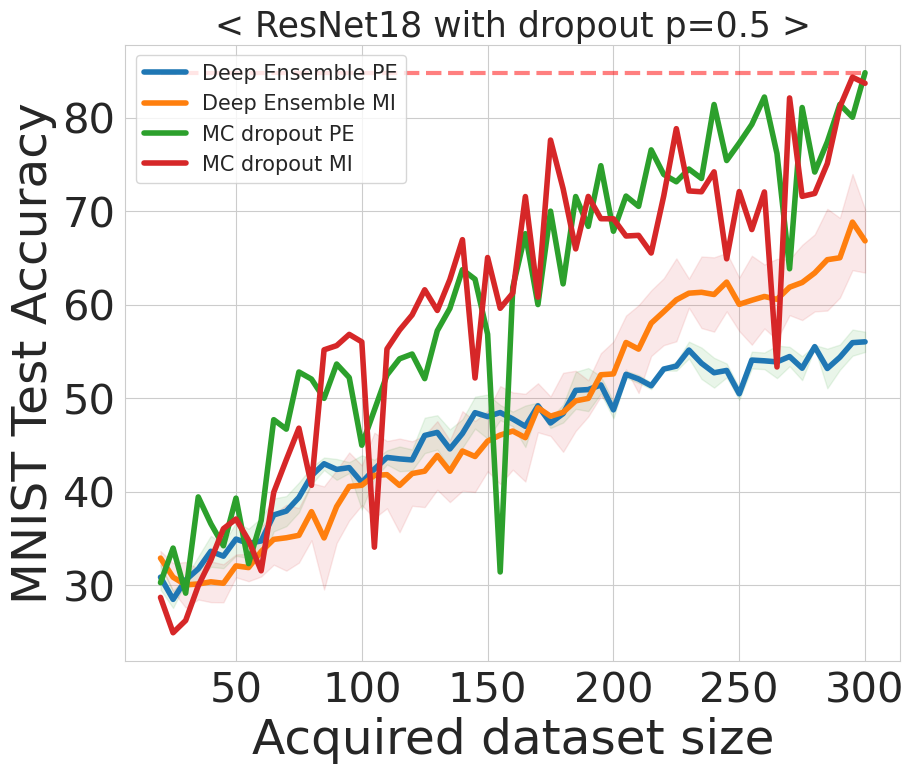 < ResNet18 with dropout p=0.5 >
Deep Ensemble PE
Deep Ensemble MI
MC dropout PE
MC dropout MI
MNIST Test Accuracy
80
70
60
50
40
30
50 100 150 200 250 300
Acquired dataset size